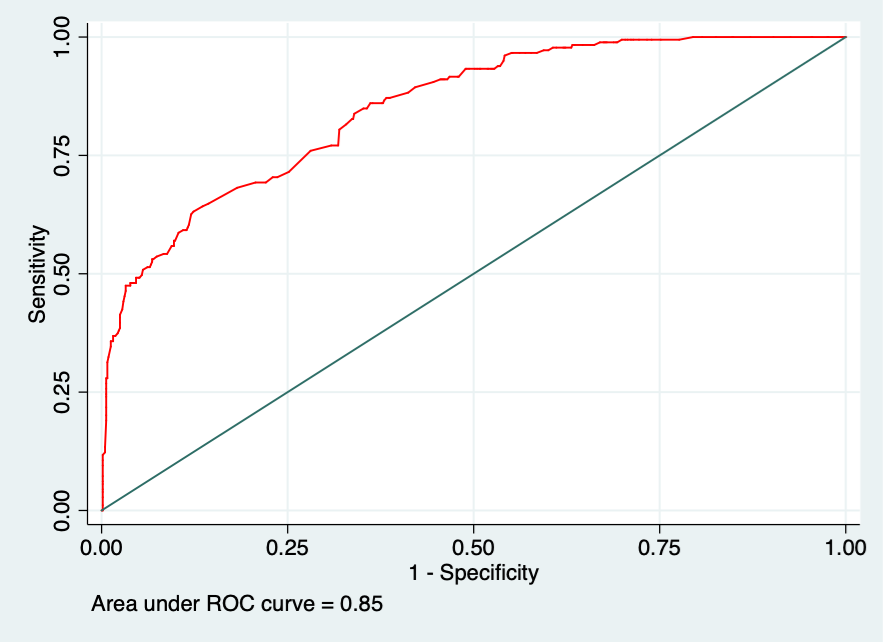 1.00
0.75
Sensitivity
0.50
0.25
0.00
0.00 0.25 0.50 0.75 1.00
1 - Specificity
Area under ROC curve = 0.85